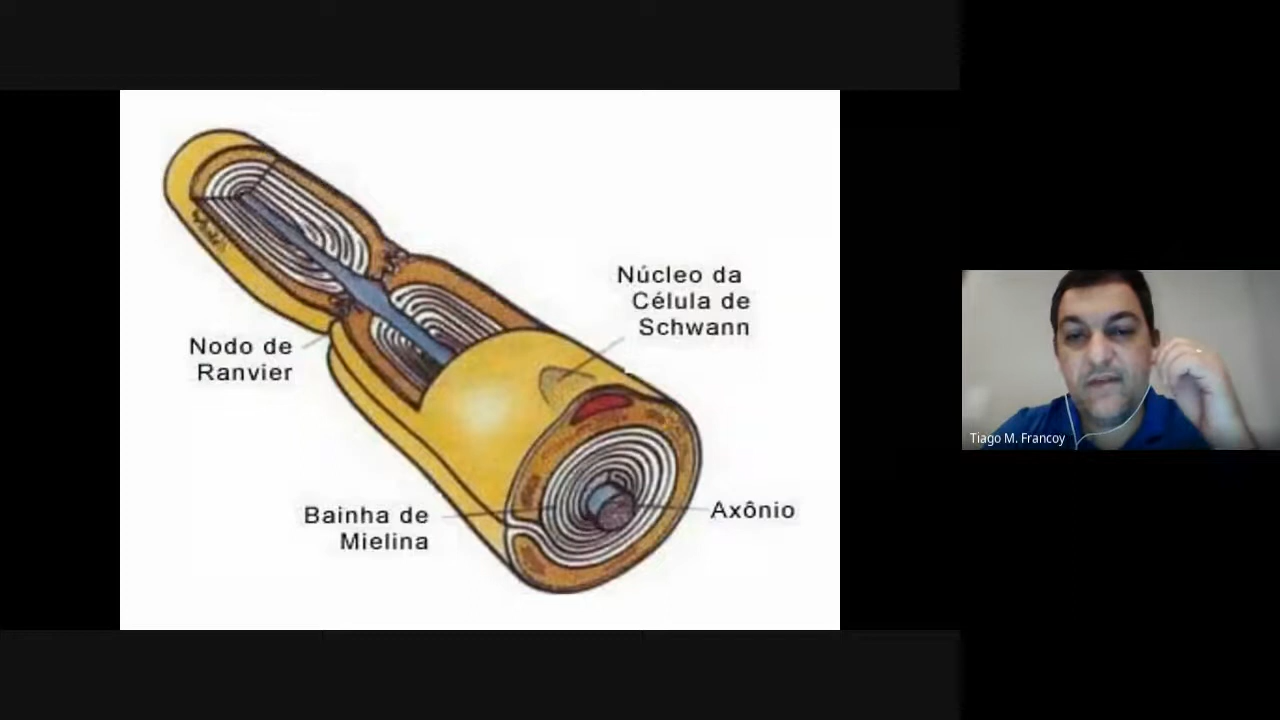 Núcleo da
Célula de
Schwann
Nodo de
Ranvier
Bainha de
Mielina
Axônio
Tiago M. Francoy